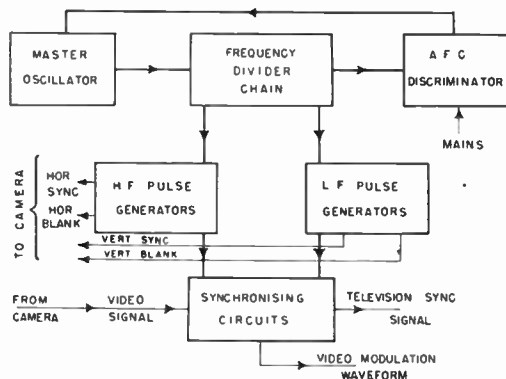 MASTER
OSCILLATOR
FREQUENCY
DIVIDER
CHAIN
A F C
DISCRIMINATOR
MAINS
TO CAMERA
HOR
SYNC
HOR
BLANK
H F PULSE
GENERATORS
L F PULSE
GENERATORS
VERT SYNC
VERT BLANK
FROM
CAMERA
VIDEO
SIGNAL
SYNCHRONISING
CIRCUITS
TELEVISION SYNC
SIGNAL
VIDEO MODULATION
WAVEFORM